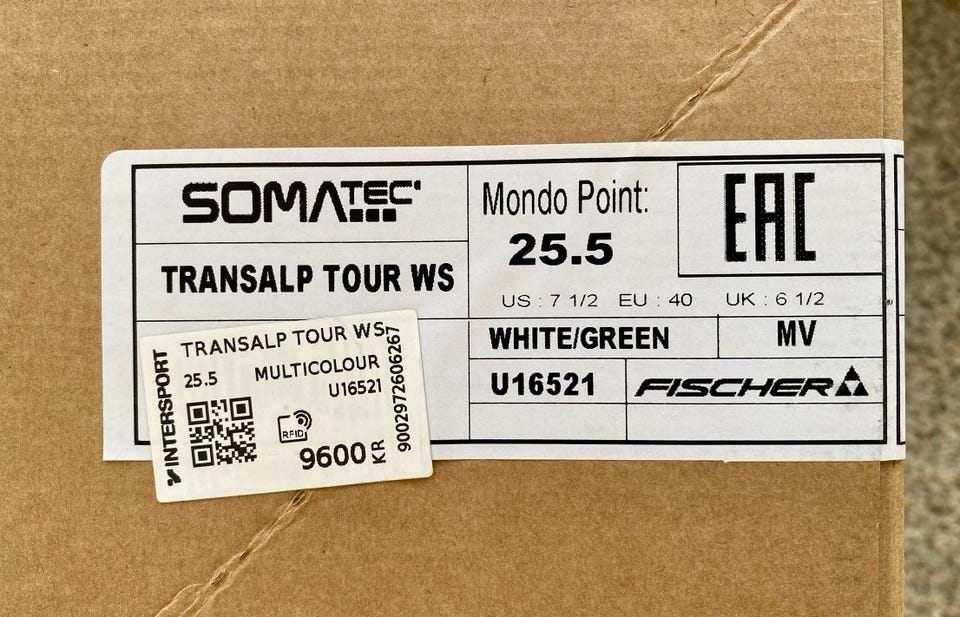 SOMATEC
TRANSALP TOUR WS
Mondo Point:
25.5
EAC
US : 7 1/2 EU : 40 UK : 6 1/2
WHITE/GREEN
MV
U16521
FISCHER
INTERSPORT
TRANSALP TOUR WS
25.5 MULTICOLOUR
U16521
RFID
9600 KR
9002972606267